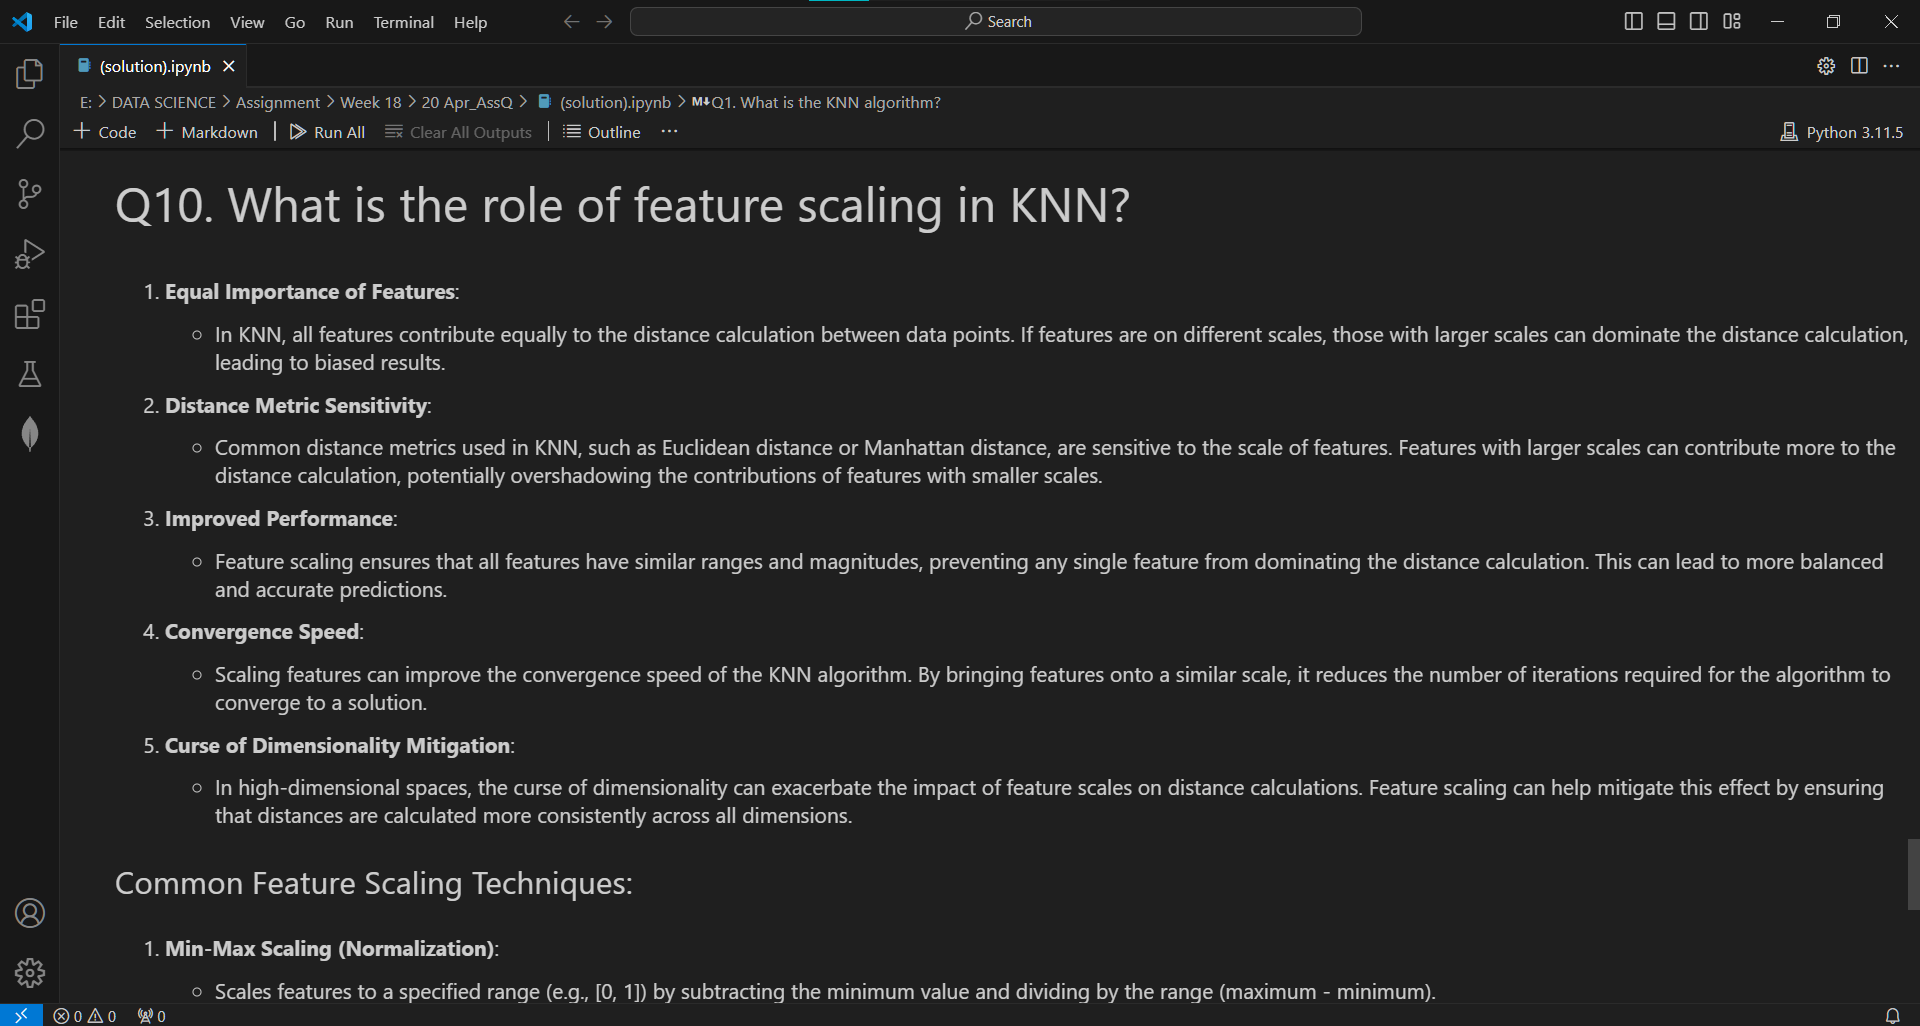 File Edit Selection View Go Run Terminal Help
Search
(solution).ipynb
E: > DATA SCIENCE > Assignment > Week 18 > 20 Apr_AssQ > (solution).ipynb > M↓Q1. What is the KNN algorithm?
+ Code + Markdown | Run All Clear All Outputs | Outline ...
Python 3.11.5
Q10. What is the role of feature scaling in KNN?
1. Equal Importance of Features:
○ In KNN, all features contribute equally to the distance calculation between data points. If features are on different scales, those with larger scales can dominate the distance calculation,
leading to biased results.
2. Distance Metric Sensitivity:
○ Common distance metrics used in KNN, such as Euclidean distance or Manhattan distance, are sensitive to the scale of features. Features with larger scales can contribute more to the
distance calculation, potentially overshadowing the contributions of features with smaller scales.
3. Improved Performance:
○ Feature scaling ensures that all features have similar ranges and magnitudes, preventing any single feature from dominating the distance calculation. This can lead to more balanced
and accurate predictions.
4. Convergence Speed:
○ Scaling features can improve the convergence speed of the KNN algorithm. By bringing features onto a similar scale, it reduces the number of iterations required for the algorithm to
converge to a solution.
5. Curse of Dimensionality Mitigation:
○ In high-dimensional spaces, the curse of dimensionality can exacerbate the impact of feature scales on distance calculations. Feature scaling can help mitigate this effect by ensuring
that distances are calculated more consistently across all dimensions.
Common Feature Scaling Techniques:
1. Min-Max Scaling (Normalization):
○ Scales features to a specified range (e.g., [0, 1]) by subtracting the minimum value and dividing by the range (maximum - minimum).
0 0 0